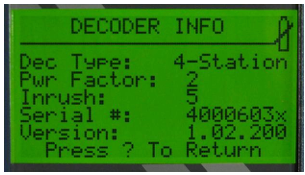 DECODER INFO
Dec Type: 4-Station
Pwr Factor: 2
Inrush: 5
Serial #: 4000603x
Version: 1.02.200
Press ? To Return